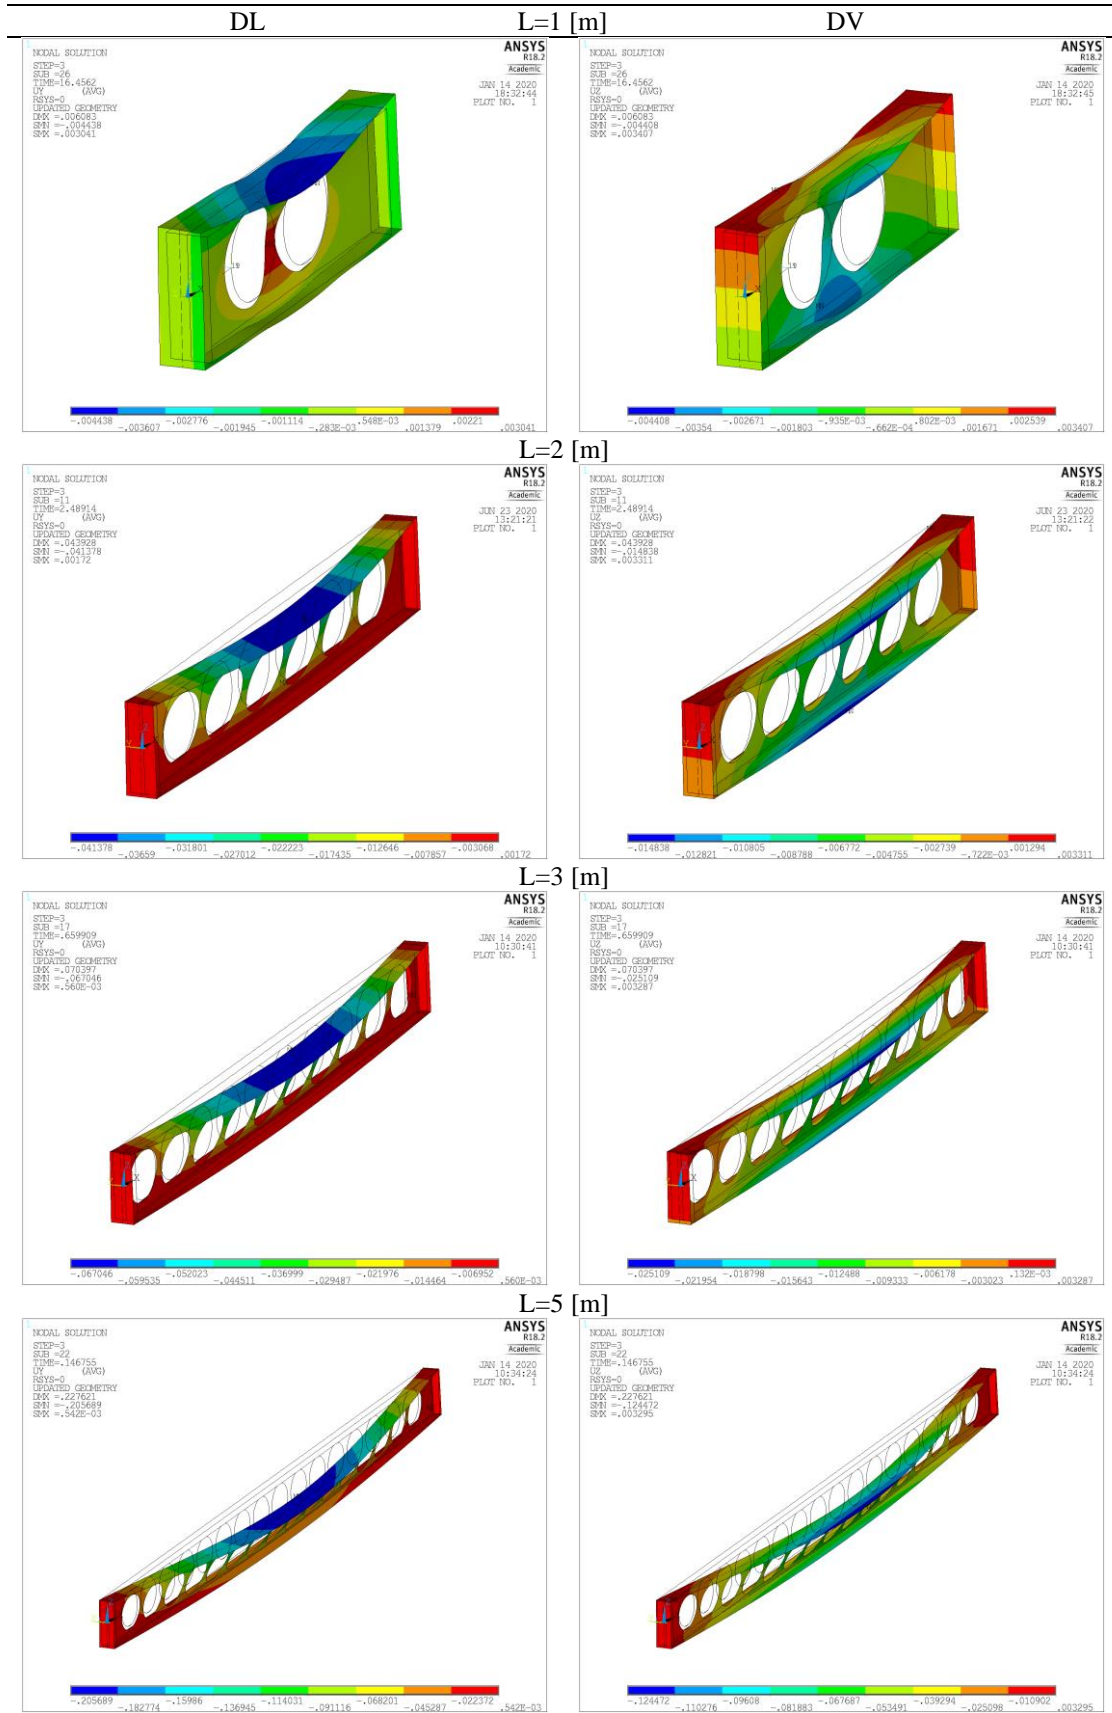 DL L=1 [m] DV
1
NODAL SOLUTION
STEP=3
SUB =26
TIME=16.4562
UY (AVG)
RSYS=0
UPDATED GEOMETRY
DMX =.006083
SMN =-.004438
SMX =.003041
ANSYS
R18.2
Academic
JAN 14 2020
18:32:44
PLOT NO. 1
-.004438 -.002776 -.001114 .548E-03 .00221
-.003607 -.001945 -.283E-03 .001379 .003041
1
NODAL SOLUTION
STEP=3
SUB =26
TIME=16.4562
UZ (AVG)
RSYS=0
UPDATED GEOMETRY
DMX =.006083
SMN =-.004408
SMX =.003407
ANSYS
R18.2
Academic
JAN 14 2020
18:32:45
PLOT NO. 1
-.004408 -.002671 -.935E-03 .802E-03 .002539
-.00354 -.001803 -.662E-04 .001671 .003407
L=2 [m]
1
NODAL SOLUTION
STEP=3
SUB =11
TIME=2.48914
UY (AVG)
RSYS=0
UPDATED GEOMETRY
DMX =.043928
SMN =-.041378
SMX =.00172
ANSYS
R18.2
Academic
JUN 23 2020
13:21:21
PLOT NO. 1
-.041378 -.031801 -.022223 -.012646 -.003068
-.03659 -.027012 -.017435 -.007857 .00172
1
NODAL SOLUTION
STEP=3
SUB =11
TIME=2.48914
UZ (AVG)
RSYS=0
UPDATED GEOMETRY
DMX =.043928
SMN =-.014838
SMX =.003311
ANSYS
R18.2
Academic
JUN 23 2020
13:21:22
PLOT NO. 1
-.014838 -.010805 -.006772 -.002739 .001294
-.012821 -.008788 -.004755 -.722E-03 .003311
L=3 [m]
1
NODAL SOLUTION
STEP=3
SUB =17
TIME=.659909
UY (AVG)
RSYS=0
UPDATED GEOMETRY
DMX =.070397
SMN =-.067046
SMX =.560E-03
ANSYS
R18.2
Academic
JAN 14 2020
10:30:41
PLOT NO. 1
-.067046 -.052023 -.036999 -.021976 -.006952
-.059535 -.044511 -.029487 -.014464 .560E-03
1
NODAL SOLUTION
STEP=3
SUB =17
TIME=.659909
UZ (AVG)
RSYS=0
UPDATED GEOMETRY
DMX =.070397
SMN =-.025109
SMX =.003287
ANSYS
R18.2
Academic
JAN 14 2020
10:30:41
PLOT NO. 1
-.025109 -.018798 -.012488 -.006178 .132E-03
-.021954 -.015643 -.009333 -.003023 .003287
L=5 [m]
1
NODAL SOLUTION
STEP=3
SUB =22
TIME=.146755
UY (AVG)
RSYS=0
UPDATED GEOMETRY
DMX =.227621
SMN =-.205689
SMX =.542E-03
ANSYS
R18.2
Academic
JAN 14 2020
10:34:24
PLOT NO. 1
-.205689 -.15986 -.114031 -.068201 -.022372
-.182774 -.136945 -.091116 -.045287 .542E-03
1
NODAL SOLUTION
STEP=3
SUB =22
TIME=.146755
UZ (AVG)
RSYS=0
UPDATED GEOMETRY
DMX =.227621
SMN =-.124472
SMX =.003295
ANSYS
R18.2
Academic
JAN 14 2020
10:34:24
PLOT NO. 1
-.124472 -.09608 -.067687 -.039294 -.010902
-.110276 -.081883 -.053491 -.025098 .003295